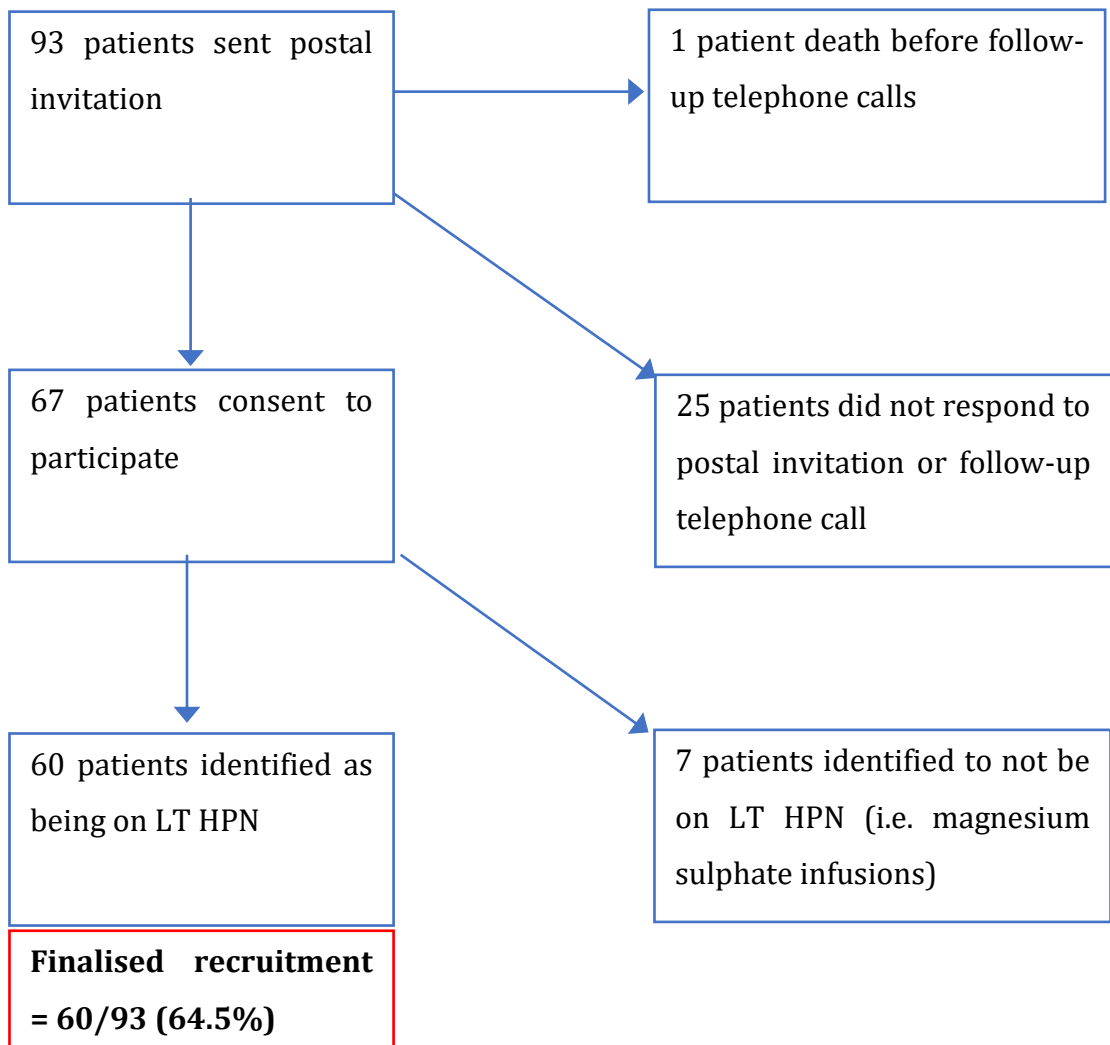 93 patients sent postal
invitation
1 patient death before follow-
up telephone calls
67 patients consent to
participate
25 patients did not respond to
postal invitation or follow-up
telephone call
60 patients identified as
being on LT HPN
7 patients identified to not be
on LT HPN (i.e. magnesium
sulphate infusions)
Finalised recruitment
= 60/93 (64.5%)